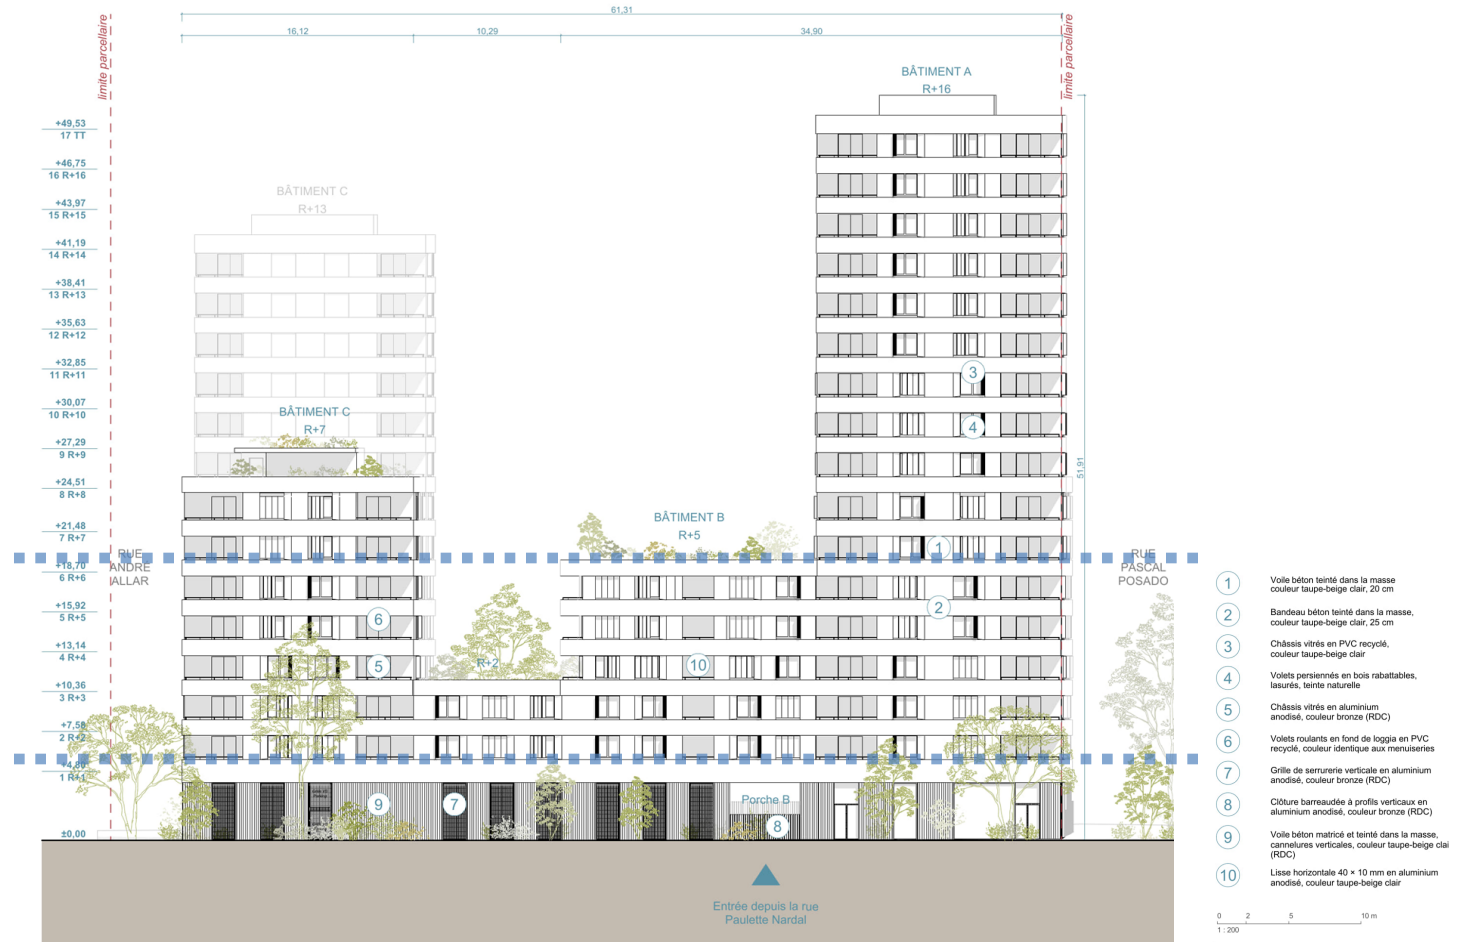 61,31
16,12
10,29
34,90
limite parcellaire
limite parcellaire
BÂTIMENT A
R+16
+49,53
17 TT
+46,75
16 R+16
+43,97
15 R+15
+41,19
14 R+14
+38,41
13 R+13
+35,63
12 R+12
+32,85
11 R+11
+30,07
10 R+10
+27,29
9 R+9
+24,51
8 R+8
+21,48
7 R+7
+18,70
6 R+6
+15,92
5 R+5
+13,14
4 R+4
+10,36
3 R+3
+7,58
2 R+2
+4,80
1 R+1
±0,00
BÂTIMENT C
R+13
BÂTIMENT C
R+7
BÂTIMENT B
R+5
R+2
51,91
RUE
ANDRE
ALLAR
RUE
PASCAL
POSADO
3
4
1
2
6
5
10
9
7
Porche B
8
Entrée depuis la rue
Paulette Nardal
1 Voile béton teinté dans la masse
couleur taupe-beige clair, 20 cm
2 Bandeau béton teinté dans la masse,
couleur taupe-beige clair, 25 cm
3 Châssis vitrés en PVC recyclé,
couleur taupe-beige clair
4 Volets persiennés en bois rabattables,
lasurés, teinte naturelle
5 Châssis vitrés en aluminium
anodisé, couleur bronze (RDC)
6 Volets roulants en fond de loggia en PVC
recyclé, couleur identique aux menuiseries
7 Grille de serrurerie verticale en aluminium
anodisé, couleur bronze (RDC)
8 Clôture barreaudée à profils verticaux en
aluminium anodisé, couleur bronze (RDC)
9 Voile béton matricé et teinté dans la masse,
cannelures verticales, couleur taupe-beige clai
(RDC)
10 Lisse horizontale 40 × 10 mm en aluminium
anodisé, couleur taupe-beige clair
0 2 5 10 m
1 : 200